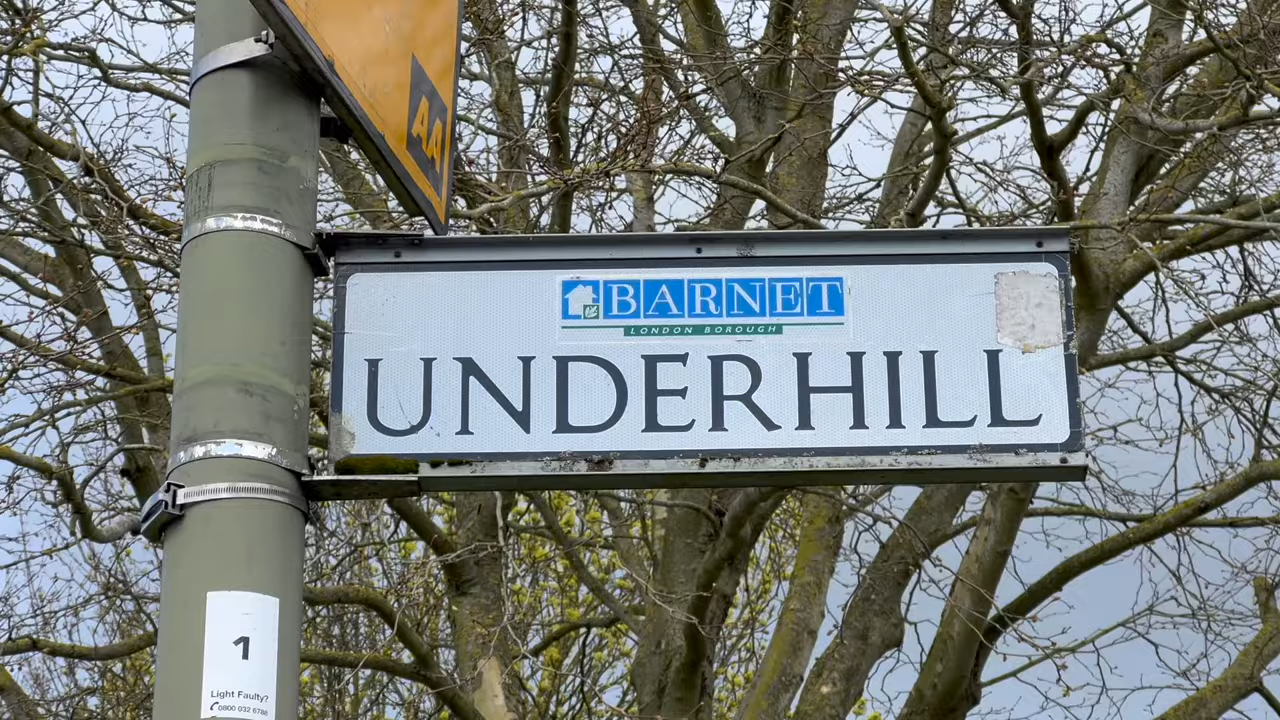 AA
BARNET
LONDON BOROUGH
UNDERHILL
1
Light Faulty?
0800 032 6788